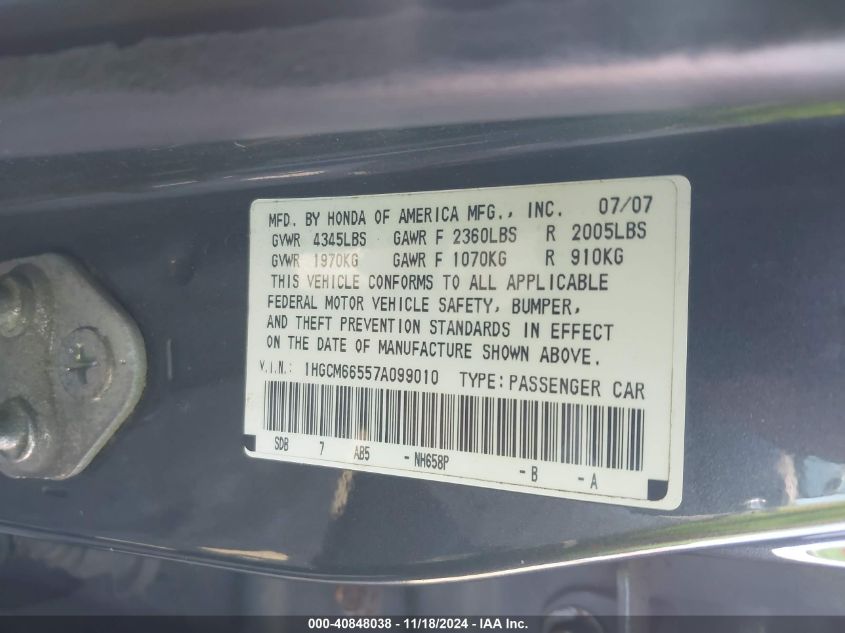 MFD. BY HONDA OF AMERICA MFG., INC. 07/07
GVWR 4345LBS GAWR F 2360LBS R 2005LBS
GVWR 1970KG GAWR F 1070KG R 910KG
THIS VEHICLE CONFORMS TO ALL APPLICABLE
FEDERAL MOTOR VEHICLE SAFETY, BUMPER,
AND THEFT PREVENTION STANDARDS IN EFFECT
ON THE DATE OF MANUFACTURE SHOWN ABOVE.
V.I.N.: 1HGCM66557A099010 TYPE: PASSENGER CAR
SDB 7 AB5 - NH658P - B - A
000-40848038 - 11/18/2024 - IAA Inc.